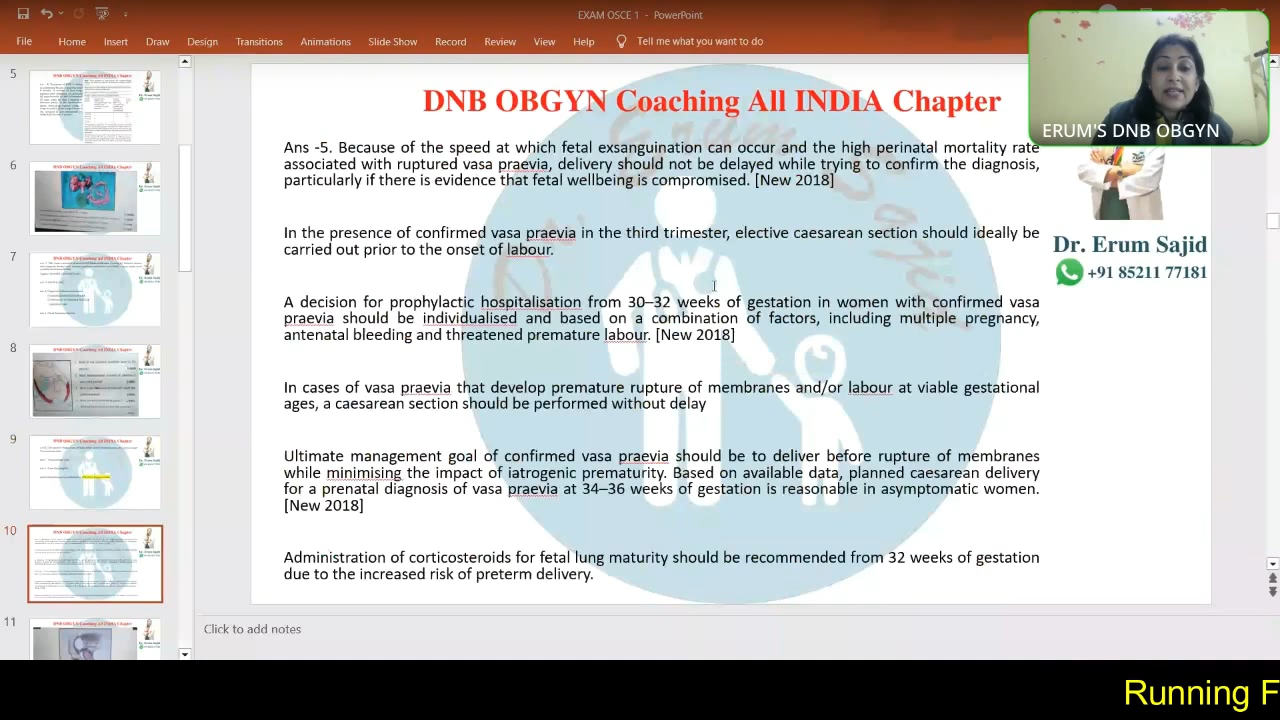 EXAM OSCE 1 - PowerPoint
File Home Insert Draw Design Transitions Animations Slide Show Record Review View Help Tell me what you want to do
ERUM'S DNB OBGYN
Coaching INDIA Chapter
Ans -5. Because of the speed at which fetal exsanguination can occur and the high perinatal mortality rate
associated with ruptured vasa praevia, delivery should not be delayed while trying to confirm the diagnosis,
particularly if there is evidence that fetal wellbeing is compromised. [New 2018]
In the presence of confirmed vasa praevia in the third trimester, elective caesarean section should ideally be
carried out prior to the onset of labour
A decision for prophylactic hospitalisation from 30–32 weeks of gestation in women with confirmed vasa
praevia should be individualised and based on a combination of factors, including multiple pregnancy,
antenatal bleeding and threatened premature labour. [New 2018]
In cases of vasa praevia that develop premature rupture of membranes and/or labour at viable gestational
ages, a caesarean section should be performed without delay
Ultimate management goal of confirmed vasa praevia should be to deliver before rupture of membranes
while minimising the impact of iatrogenic prematurity. Based on available data, planned caesarean delivery
for a prenatal diagnosis of vasa praevia at 34–36 weeks of gestation is reasonable in asymptomatic women.
[New 2018]
Administration of corticosteroids for fetal lung maturity should be recommended from 32 weeks of gestation
due to the increased risk of preterm delivery.
Dr. Erum Sajid
+91 85211 77181
8
9
10
11
Click to add notes
Running F